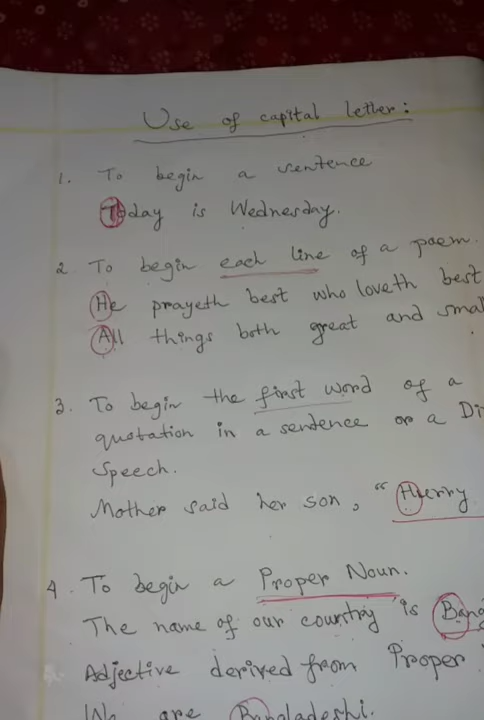 Use of capital letter:
1. To begin a sentence
Today is Wednesday.
2 To begin each line of a poem.
He prayeth best who loveth best
All things both great and smal
3. To begin the first word of a
quotation in a sentence or a Di
Speech.
Mother said her son, "Hurry
4. To begin a Proper Noun.
The name of our country is Bang
Adjective derived from Proper
We are Bangladeshi.